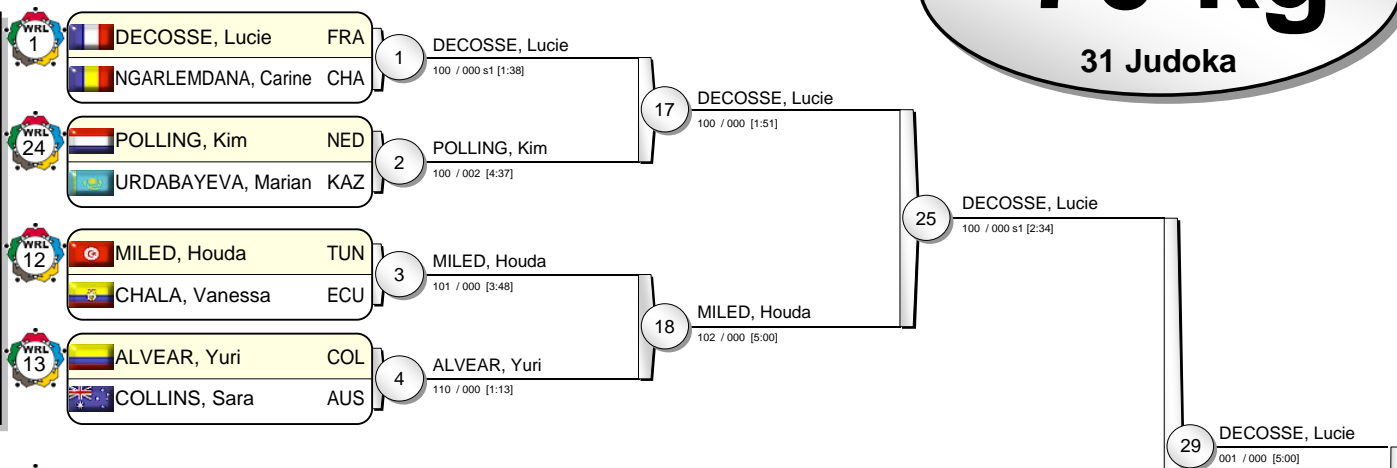 70 kg
31 Judoka
WRL
1
DECOSSE, Lucie FRA
NGARLEMDANA, Carine CHA
1
DECOSSE, Lucie
100 / 000 s1 [1:38]
WRL
24
POLLING, Kim NED
URDABAYEVA, Marian KAZ
2
POLLING, Kim
100 / 002 [4:37]
17
DECOSSE, Lucie
100 / 000 [1:51]
WRL
12
MILED, Houda TUN
CHALA, Vanessa ECU
3
MILED, Houda
101 / 000 [3:48]
WRL
13
ALVEAR, Yuri COL
COLLINS, Sara AUS
4
ALVEAR, Yuri
110 / 000 [1:13]
18
MILED, Houda
102 / 000 [5:00]
25
DECOSSE, Lucie
100 / 000 s1 [2:34]
29
DECOSSE, Lucie
001 / 000 [5:00]